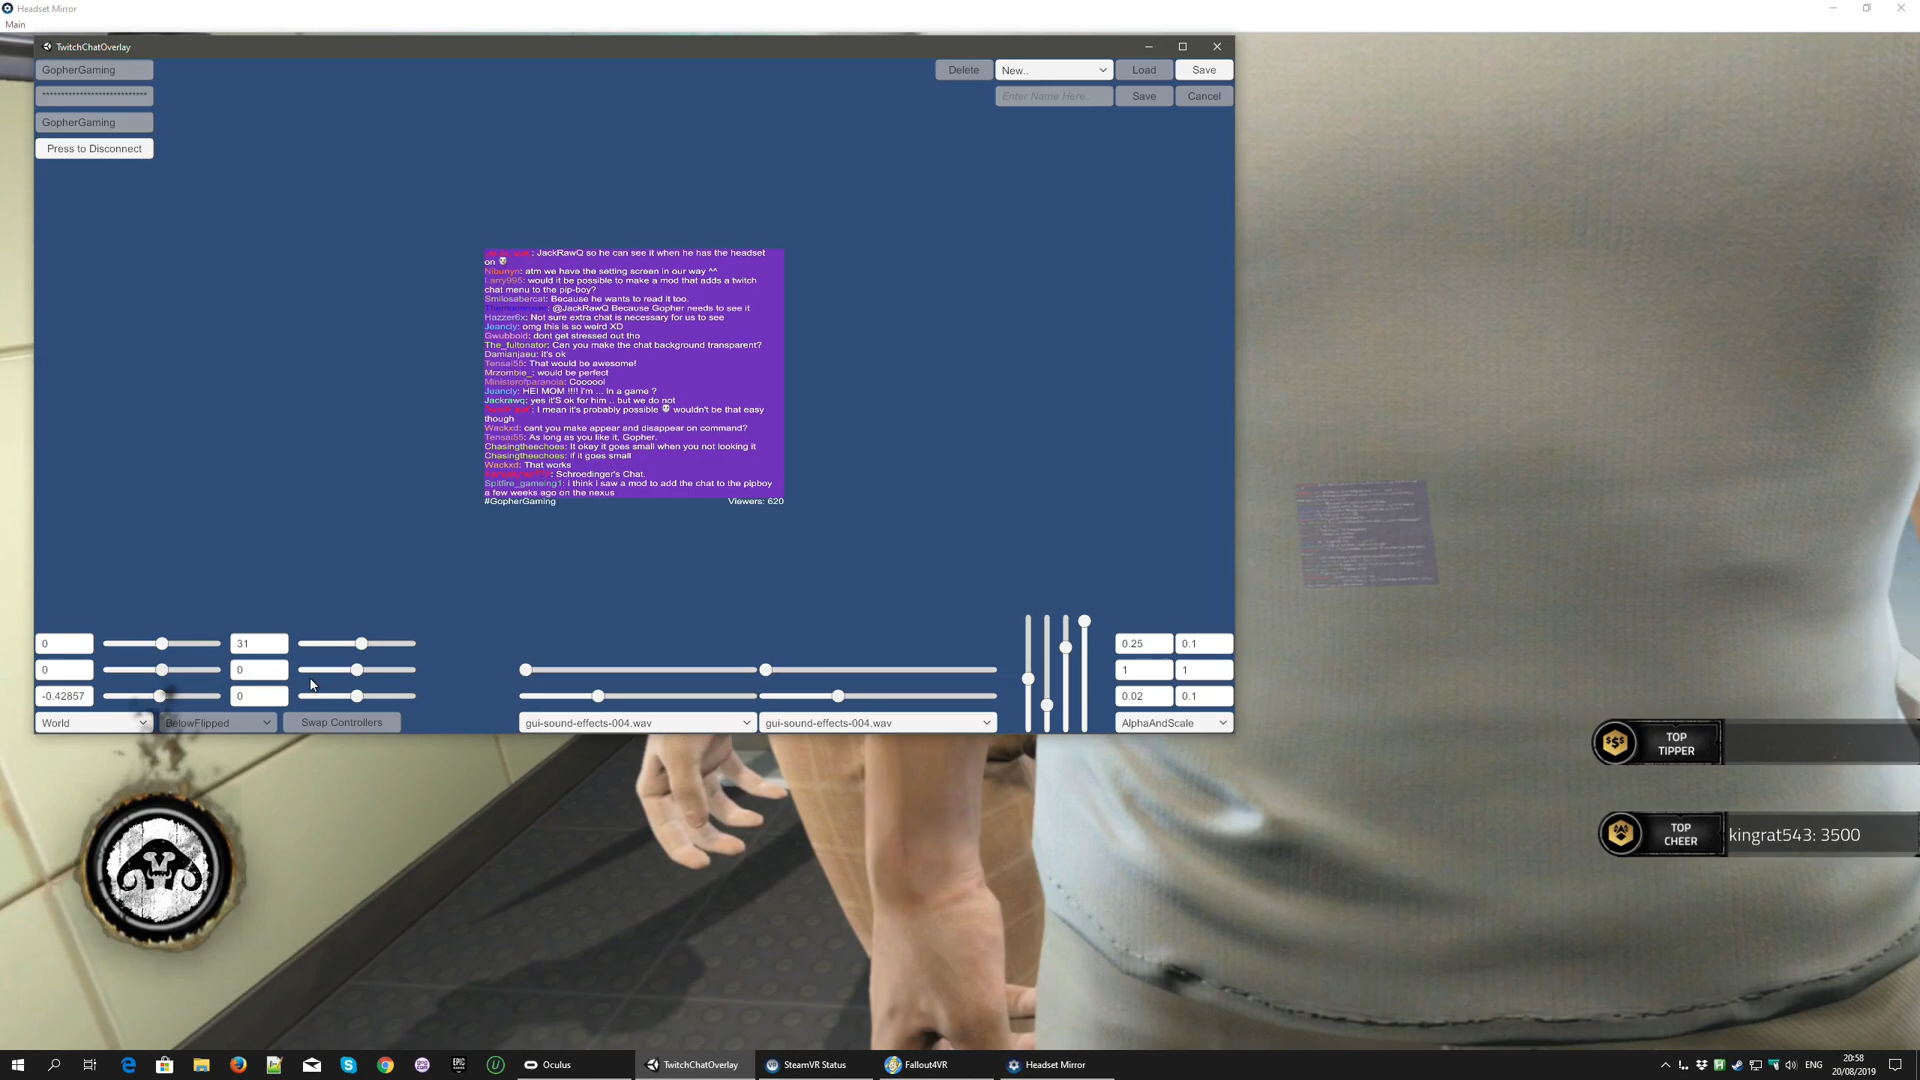 Headset Mirror
Main
TwitchChatOverlay
GopherGaming
Delete
New..
Load
Save
****************************
Enter Name Here..
Save
Cancel
GopherGaming
Press to Disconnect
: JackRawQ so he can see it when he has the headset
on
Nibunyn: atm we have the setting screen in our way ^^
Larry995: would it be possible to make a mod that adds a twitch
chat menu to the pip-boy?
Smilosabercat: Because he wants to read it too.
: @JackRawQ Because Gopher needs to see it
Hazzer6x: Not sure extra chat is necessary for us to see
Jeancly: omg this is so weird XD
Gwubboid: dont get stressed out tho
The_fultonator: Can you make the chat background transparent?
Damianjaeu: it's ok
Tensai55: That would be awesome!
Mrzombie_: would be perfect
Ministerofparanoia: Coooool
Jeancly: HEI MOM !!!! i'm ... in a game ?
Jackrawq: yes it'S ok for him .. but we do not
: I mean it's probably possible wouldn't be that easy
though
Wackxd: cant you make appear and disappear on command?
Tensai55: As long as you like it, Gopher.
Chasingtheechoes: It okey it goes small when you not looking it
Chasingtheechoes: if it goes small
Wackxd: That works
: Schroedinger's Chat.
Spitfire_gameing1: i think i saw a mod to add the chat to the pipboy
a few weeks ago on the nexus
#GopherGaming
Viewers: 620
0
31
0.25
0.1
0
0
1
1
-0.42857
0
0.02
0.1
World
BelowFlipped
Swap Controllers
gui-sound-effects-004.wav
gui-sound-effects-004.wav
AlphaAndScale
TOP
TIPPER
TOP
CHEER
kingrat543: 3500
Oculus
TwitchChatOverlay
SteamVR Status
Fallout4VR
Headset Mirror
ENG
20:58
20/08/2019